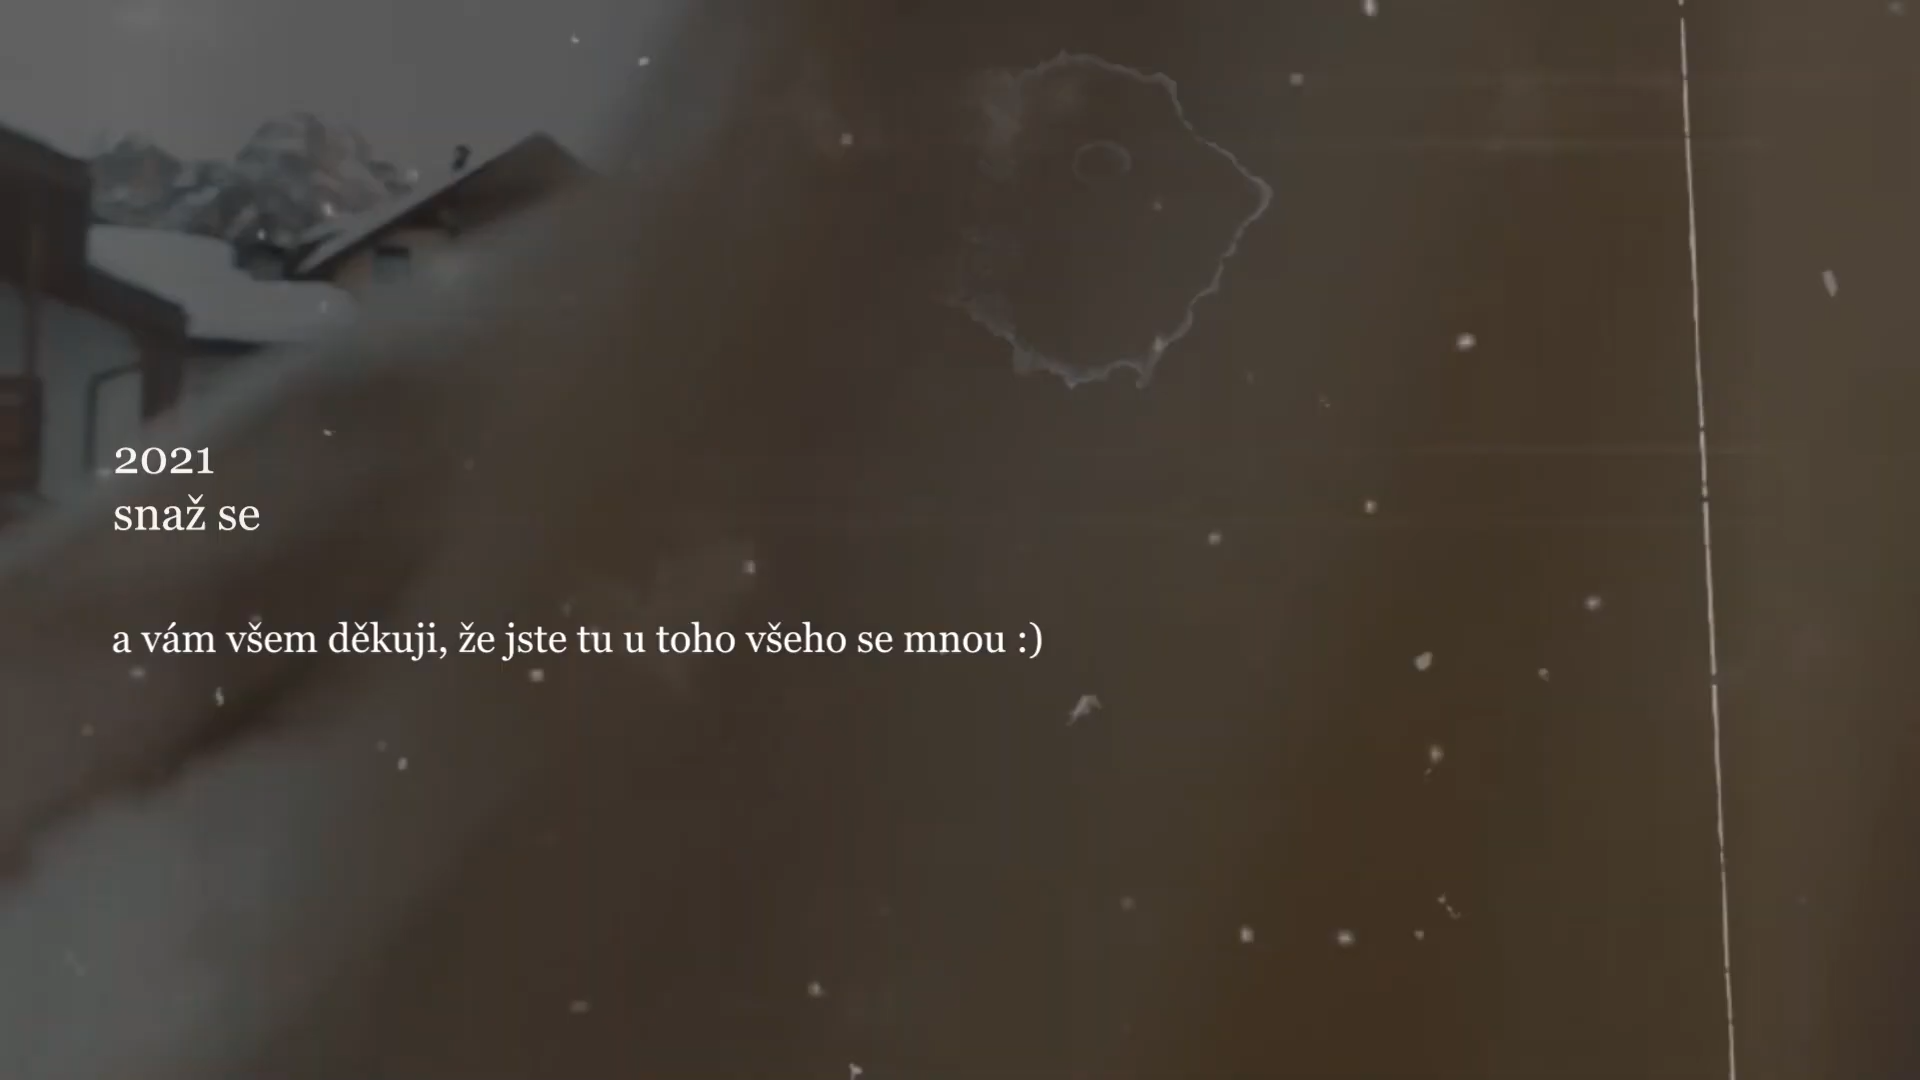 2021
snaž se
a vám všem děkuji, že jste tu u toho všeho se mnou :)